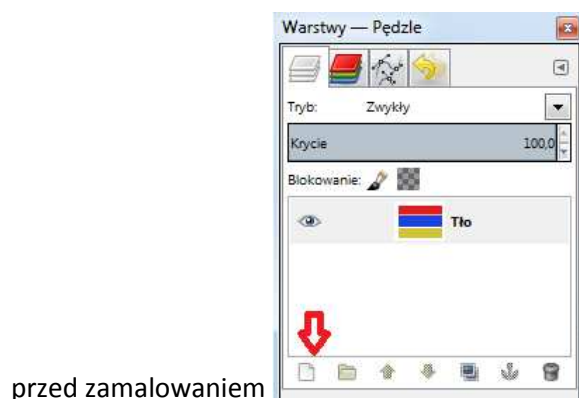 Warstwy — Pędzle
Tryb: Zwykły
Krycie 100,0
Blokowanie:
Tło
przed zamalowaniem